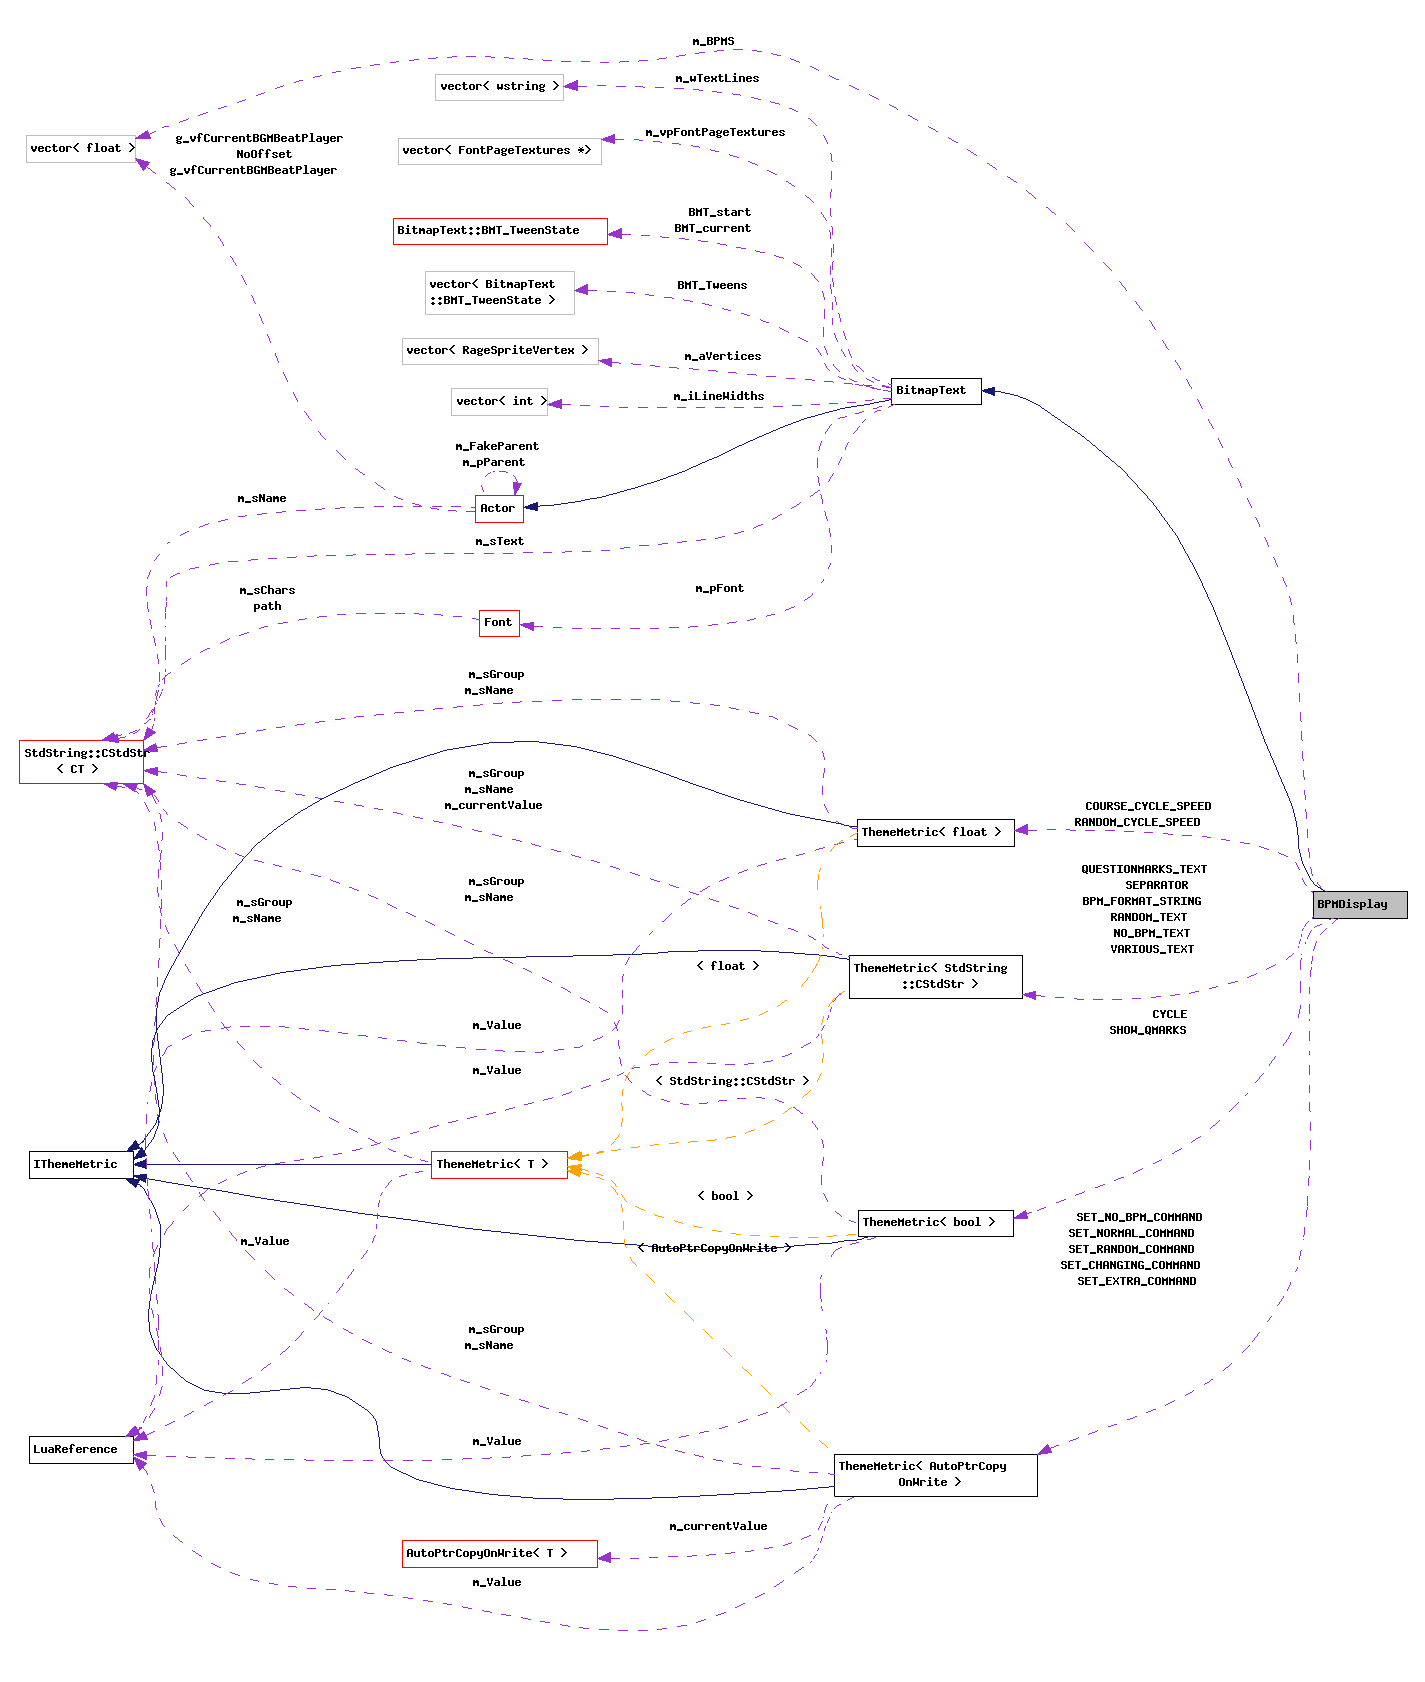 m_BPMS
m_wTextLines
vector< wstring >
m_vpFontPageTextures
g_vfCurrentBGMBeatPlayer
NoOffset
g_vfCurrentBGMBeatPlayer
vector< float >
vector< FontPageTextures *>
BMT_start
BMT_current
BitmapText::BMT_TweenState
BMT_Tweens
vector< BitmapText
::BMT_TweenState >
vector< RageSpriteVertex >
m_aVertices
BitmapText
vector< int >
m_iLineWidths
m_FakeParent
m_pParent
m_sName
Actor
m_sText
m_sChars
path
m_pFont
Font
m_sGroup
m_sName
StdString::CStdStr
< CT >
m_sGroup
m_sName
m_currentValue
COURSE_CYCLE_SPEED
RANDOM_CYCLE_SPEED
ThemeMetric< float >
QUESTIONMARKS_TEXT
SEPARATOR
BPM_FORMAT_STRING
RANDOM_TEXT
NO_BPM_TEXT
VARIOUS_TEXT
BPMDisplay
m_sGroup
m_sName
m_sGroup
m_sName
< float >
ThemeMetric< StdString
::CStdStr >
CYCLE
SHOW_QMARKS
m_Value
m_Value
< StdString::CStdStr >
IThemeMetric
ThemeMetric< T >
< bool >
ThemeMetric< bool >
m_Value
< AutoPtrCopyOnWrite >
SET_NO_BPM_COMMAND
SET_NORMAL_COMMAND
SET_RANDOM_COMMAND
SET_CHANGING_COMMAND
SET_EXTRA_COMMAND
m_sGroup
m_sName
LuaReference
m_Value
ThemeMetric< AutoPtrCopy
OnWrite >
m_currentValue
AutoPtrCopyOnWrite< T >
m_Value